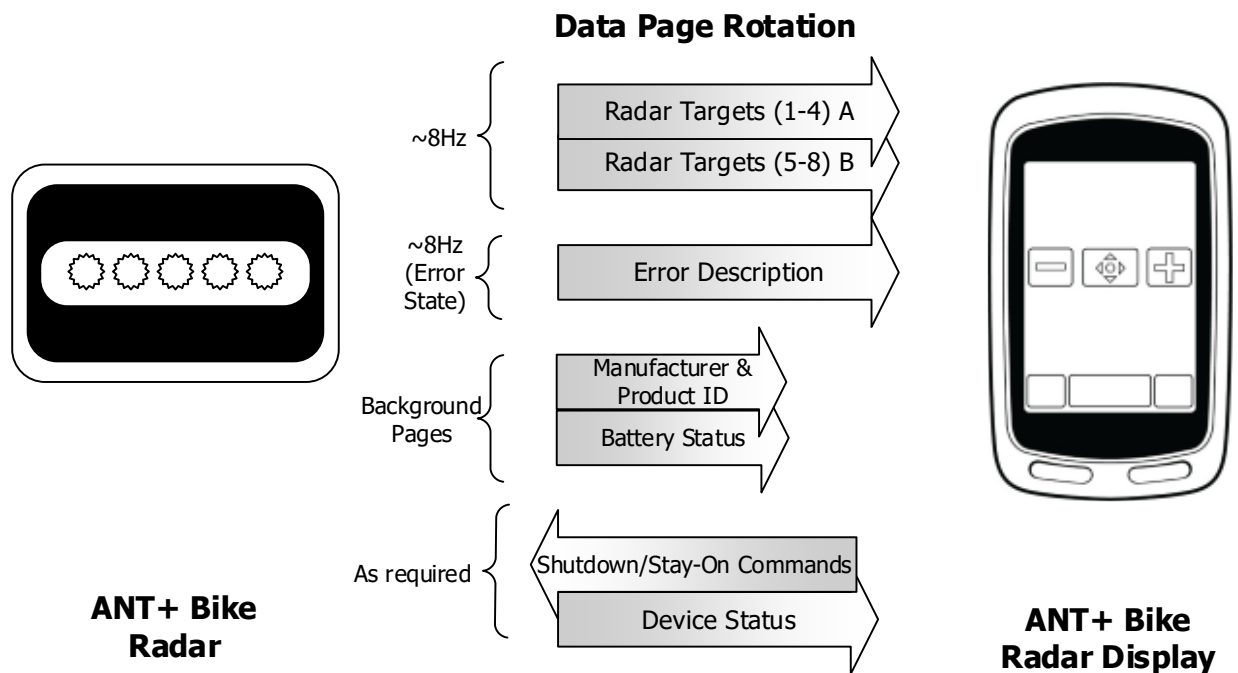 Data Page Rotation
~8Hz
Radar Targets (1-4) A
Radar Targets (5-8) B
~8Hz
(Error
State)
Error Description
Background
Pages
Manufacturer &
Product ID
Battery Status
As required
Shutdown/Stay-On Commands
Device Status
ANT+ Bike
Radar
ANT+ Bike
Radar Display